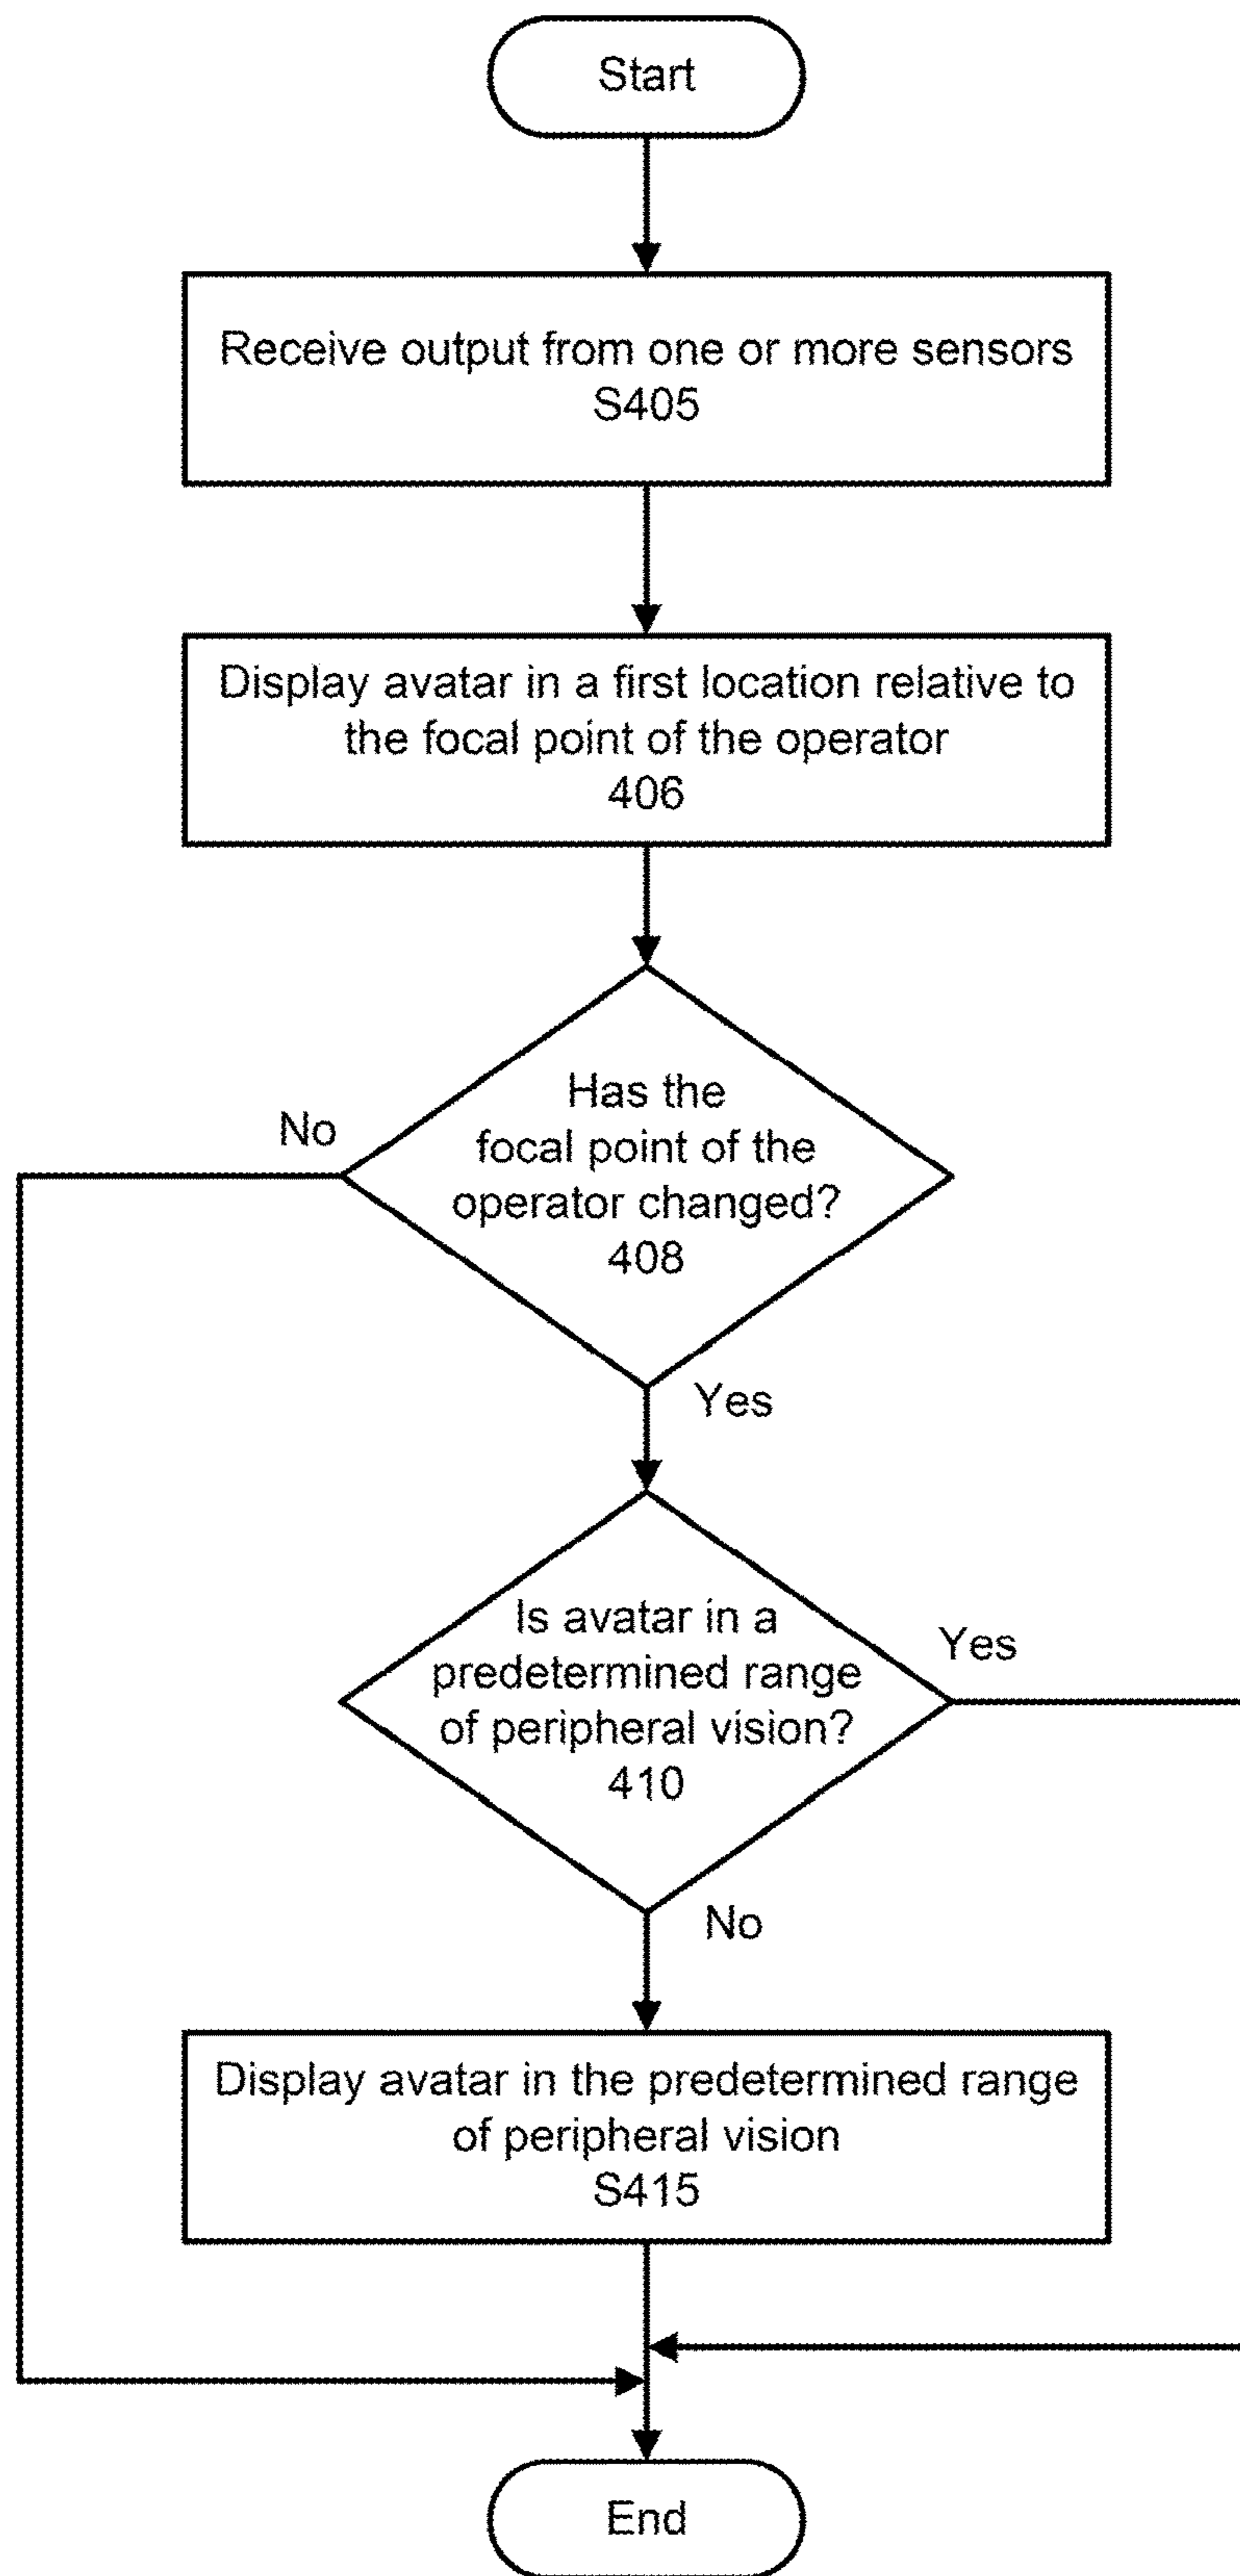 Start
Receive output from one or more sensors
S405
Display avatar in a first location relative to
the focal point of the operator
406
Has the
focal point of the
operator changed?
408
No
Yes
Is avatar in a
predetermined range
of peripheral vision?
410
Yes
No
Display avatar in the predetermined range
of peripheral vision
S415
End